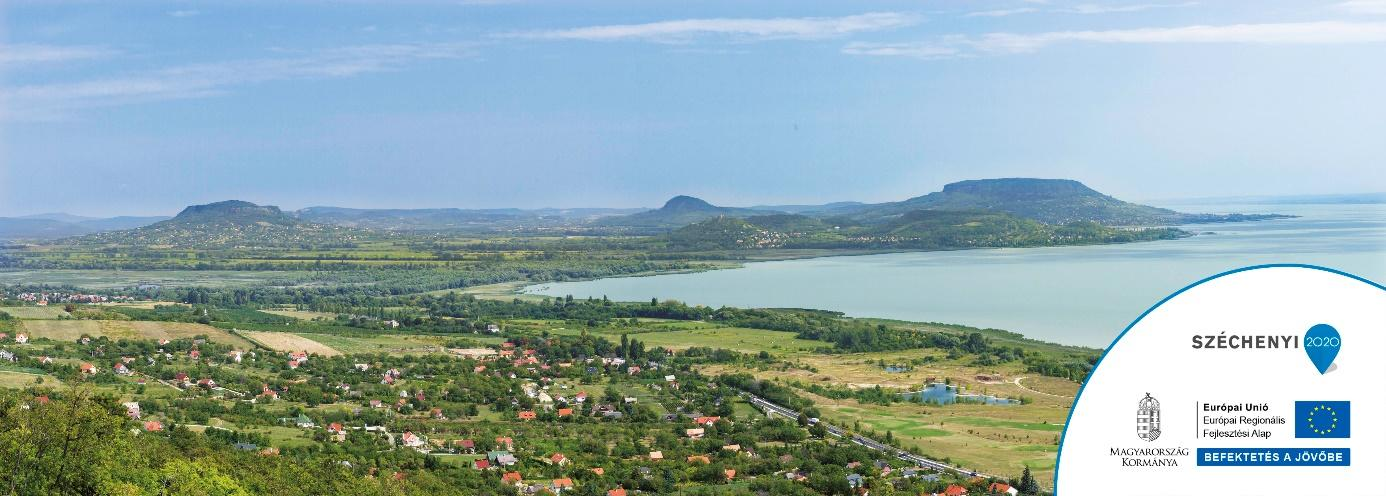 SZÉCHENYI 2020
MAGYARORSZÁG
KORMÁNYA
Európai Unió
Európai Regionális
Fejlesztési Alap
BEFEKTETÉS A JÖVŐBE